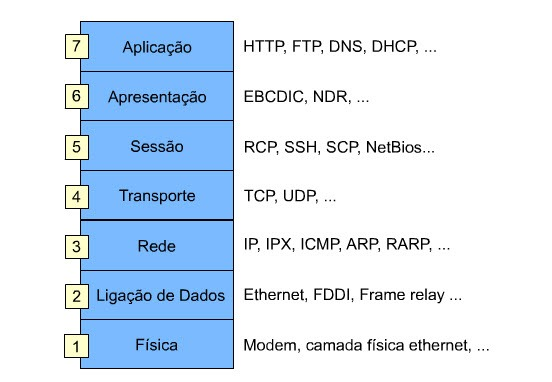 7 Aplicação HTTP, FTP, DNS, DHCP, ...
6 Apresentação EBCDIC, NDR, ...
5 Sessão RCP, SSH, SCP, NetBios...
4 Transporte TCP, UDP, ...
3 Rede IP, IPX, ICMP, ARP, RARP, ...
2 Ligação de Dados Ethernet, FDDI, Frame relay ...
1 Física Modem, camada física ethernet, ...